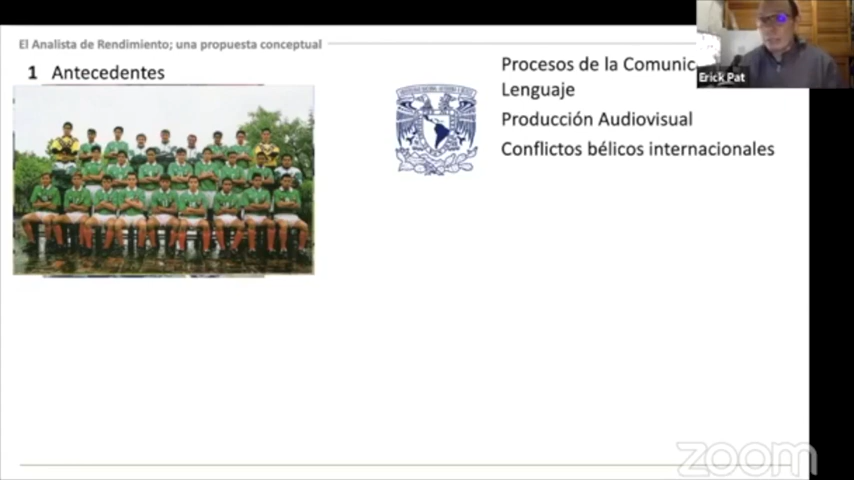 El Analista de Rendimiento; una propuesta conceptual
1 Antecedentes
Procesos de la Comunic
Lenguaje
Producción Audiovisual
Conflictos bélicos internacionales
Erick Pat
zoom